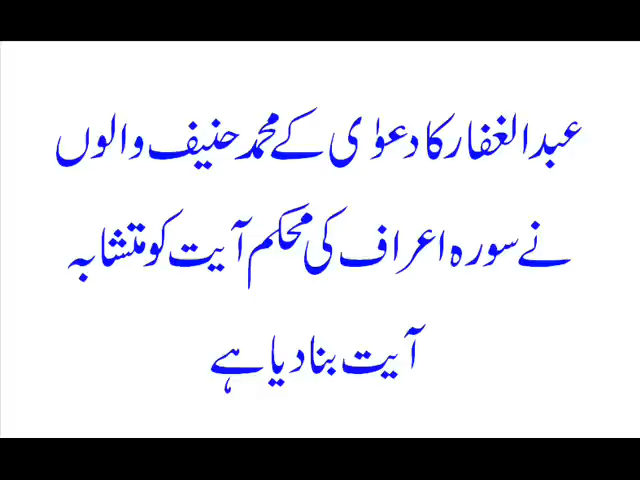 عبدالغفار کا دعوٰی کے محمد حنیف والوں
نے سورہ اعراف کی محکم آیت کو متشابہ
آیت بنا دیا ہے